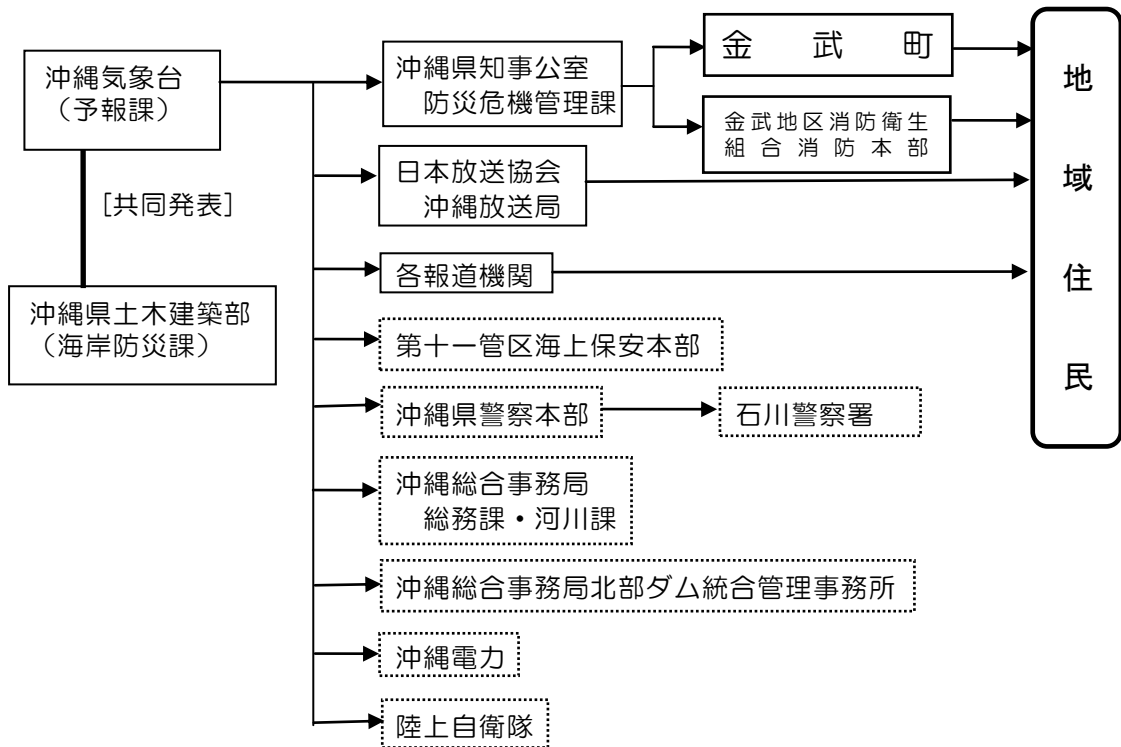 沖縄気象台
（予報課）
[共同発表]
沖縄県土木建築部
（海岸防災課）
沖縄県知事公室
防災危機管理課
金武町
金武地区消防衛生
組合消防本部
日本放送協会
沖縄放送局
各報道機関
第十一管区海上保安本部
沖縄県警察本部
石川警察署
沖縄総合事務局
総務課・河川課
沖縄総合事務局北部ダム統合管理事務所
沖縄電力
陸上自衛隊
地域住民